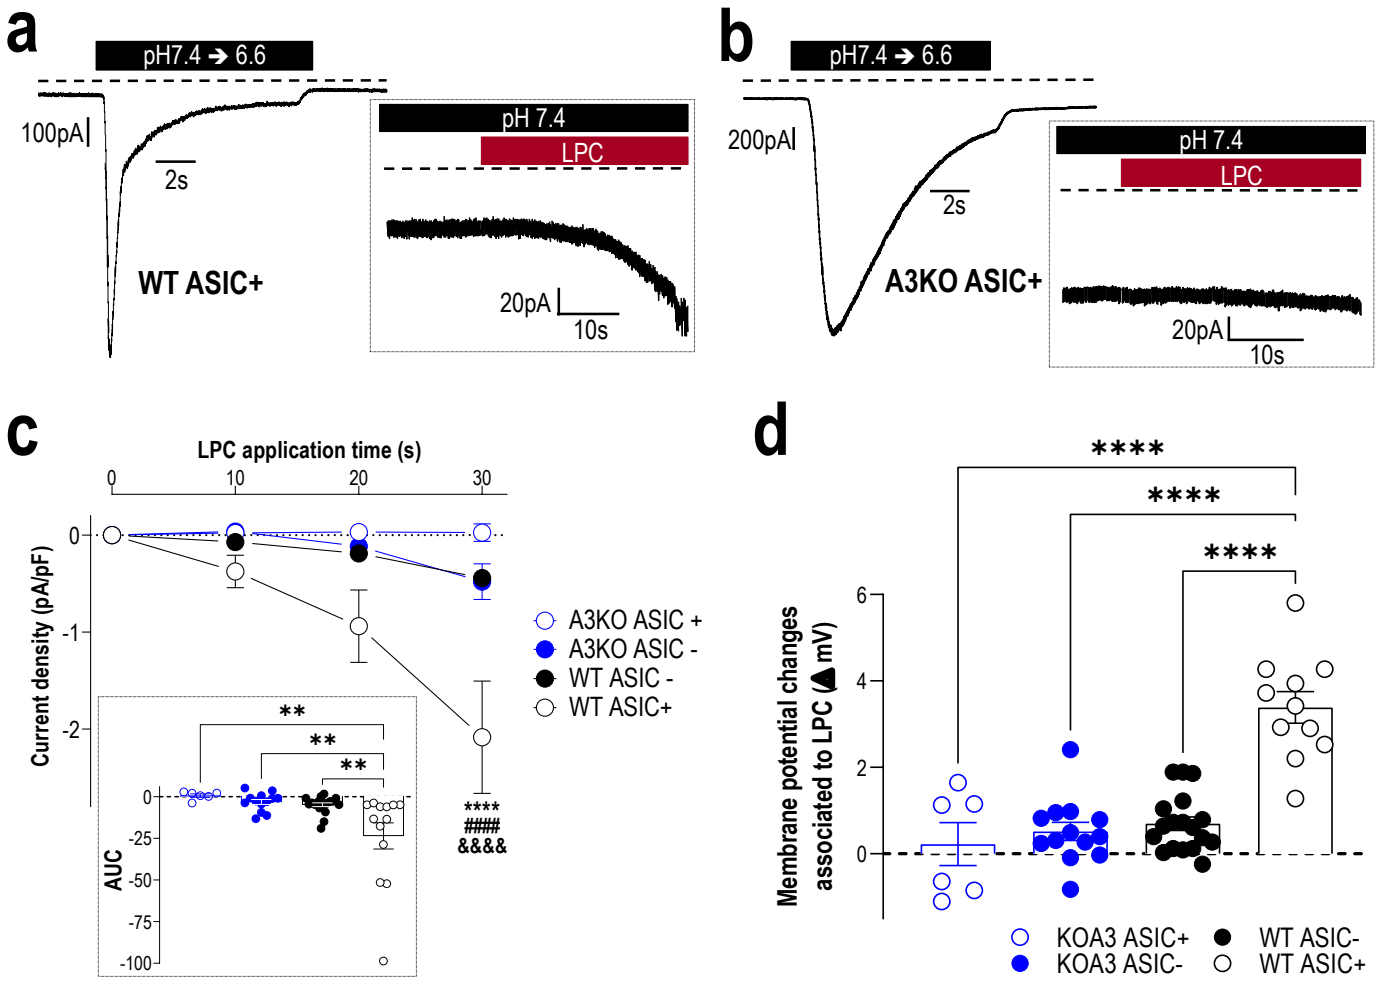 a
pH7.4 ➔ 6.6
100pA
2s
WT ASIC+
pH 7.4
LPC
20pA
10s
b
pH7.4 ➔ 6.6
200pA
2s
A3KO ASIC+
pH 7.4
LPC
20pA
10s
c
LPC application time (s)
0 10 20 30
Current density (pA/pF)
0
-1
-2
A3KO ASIC +
A3KO ASIC -
WT ASIC -
WT ASIC+
****
####
&&&&
AUC
**
**
**
0
-25
-50
-75
-100
d
****
****
****
Membrane potential changes
associated to LPC (▲ mV)
6
4
2
0
KOA3 ASIC+
WT ASIC-
KOA3 ASIC-
WT ASIC+